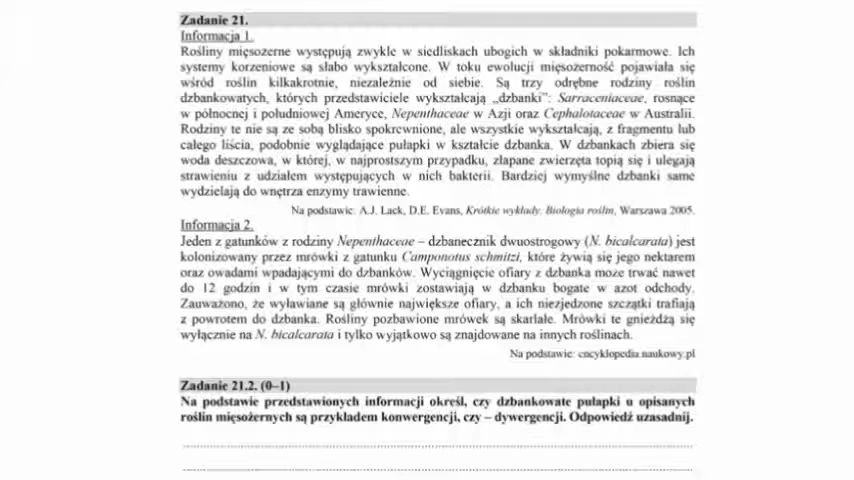 Zadanie 21.
Informacja 1.
Rośliny mięsożerne występują zwykle w siedliskach ubogich w składniki pokarmowe. Ich
systemy korzeniowe są słabo wykształcone. W toku ewolucji mięsożerność pojawiała się
wśród roślin kilkakrotnie, niezależnie od siebie. Są trzy odrębne rodziny roślin
dzbankowatych, których przedstawiciele wykształcają „dzbanki”: Sarraceniaceae, rosnące
w północnej i południowej Ameryce, Nepenthaceae w Azji oraz Cephalotaceae w Australii.
Rodziny te nie są ze sobą blisko spokrewnione, ale wszystkie wykształcają, z fragmentu lub
całego liścia, podobnie wyglądające pułapki w kształcie dzbanka. W dzbankach zbiera się
woda deszczowa, w której, w najprostszym przypadku, złapane zwierzęta topią się i ulegają
strawieniu z udziałem występujących w nich bakterii. Bardziej wymyślne dzbanki same
wydzielają do wnętrza enzymy trawienne.
Na podstawie: A.J. Lack, D.E. Evans, Krótkie wykłady. Biologia roślin, Warszawa 2005.
Informacja 2.
Jeden z gatunków z rodziny Nepenthaceae – dzbanecznik dwuostrogowy (N. bicalcarata) jest
kolonizowany przez mrówki z gatunku Camponotus schmitzi, które żywią się jego nektarem
oraz owadami wpadającymi do dzbanków. Wyciągnięcie ofiary z dzbanka może trwać nawet
do 12 godzin i w tym czasie mrówki zostawiają w dzbanku bogate w azot odchody.
Zauważono, że wyławiane są głównie największe ofiary, a ich niezjedzone szczątki trafiają
z powrotem do dzbanka. Rośliny pozbawione mrówek są skarlałe. Mrówki te gnieżdżą się
wyłącznie na N. bicalcarata i tylko wyjątkowo są znajdowane na innych roślinach.
Na podstawie: encyklopedia.naukowy.pl
Zadanie 21.2. (0–1)
Na podstawie przedstawionych informacji określ, czy dzbankowate pułapki u opisanych
roślin mięsożernych są przykładem konwergencji, czy – dywergencji. Odpowiedź uzasadnij.